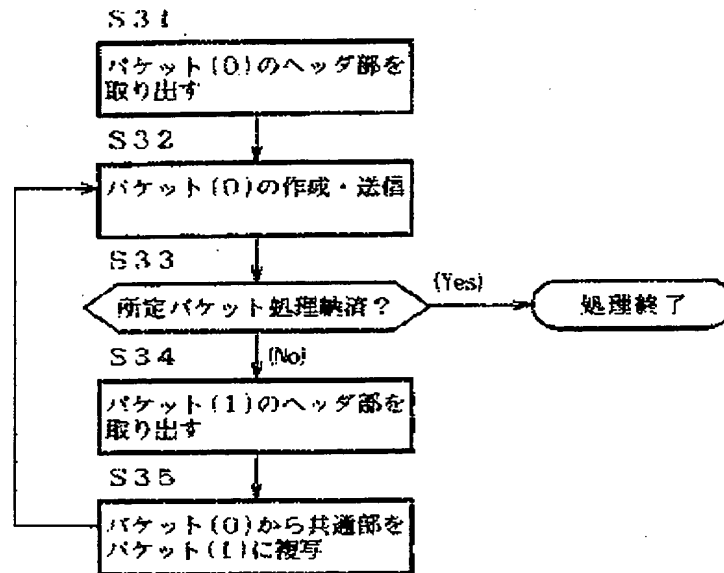 S31
パケット(0)のヘッダ部を
取り出す
S32
パケット(0)の作成・送信
S33
所定パケット処理済？
(Yes)
処理終了
S34
(No)
パケット(1)のヘッダ部を
取り出す
S35
パケット(0)から共通部を
パケット(1)に複写